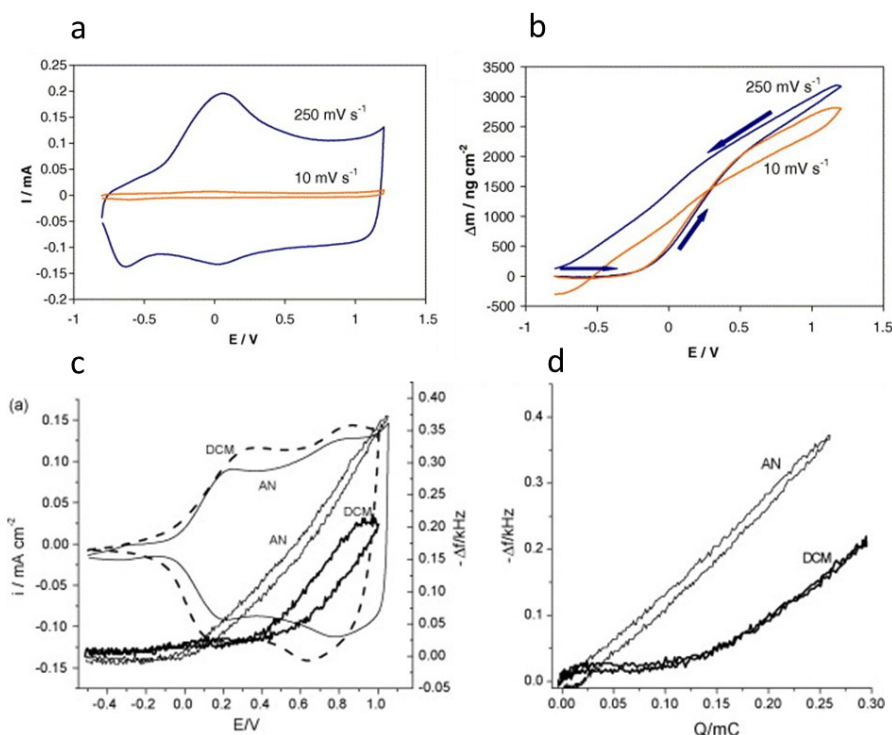 a
0.25
0.2
0.15
0.1
0.05
0
-0.05
-0.1
-0.15
0.2
I / mA
250 mV s⁻¹
10 mV s⁻¹
-1
-0.5
0
0.5
1
1.5
E / V
b
3500
3000
2500
2000
1500
1000
500
0
-500
Δm / ng cm⁻²
250 mV s⁻¹
10 mV s⁻¹
-1
-0.5
0
0.5
1
1.5
E / V
c
(a)
0.15
0.10
0.05
0.00
-0.05
-0.10
-0.15
i / mA cm⁻²
DCM
AN
AN
DCM
0.40
0.35
0.30
0.25
0.20
0.15
0.10
0.05
0.00
-0.05
-Δf/kHz
-0.4
-0.2
0.0
0.2
0.4
0.6
0.8
1.0
E/V
d
0.4
0.3
0.2
0.1
0.0
-Δf/kHz
AN
DCM
0.00
0.05
0.10
0.15
0.20
0.25
0.30
Q/mC